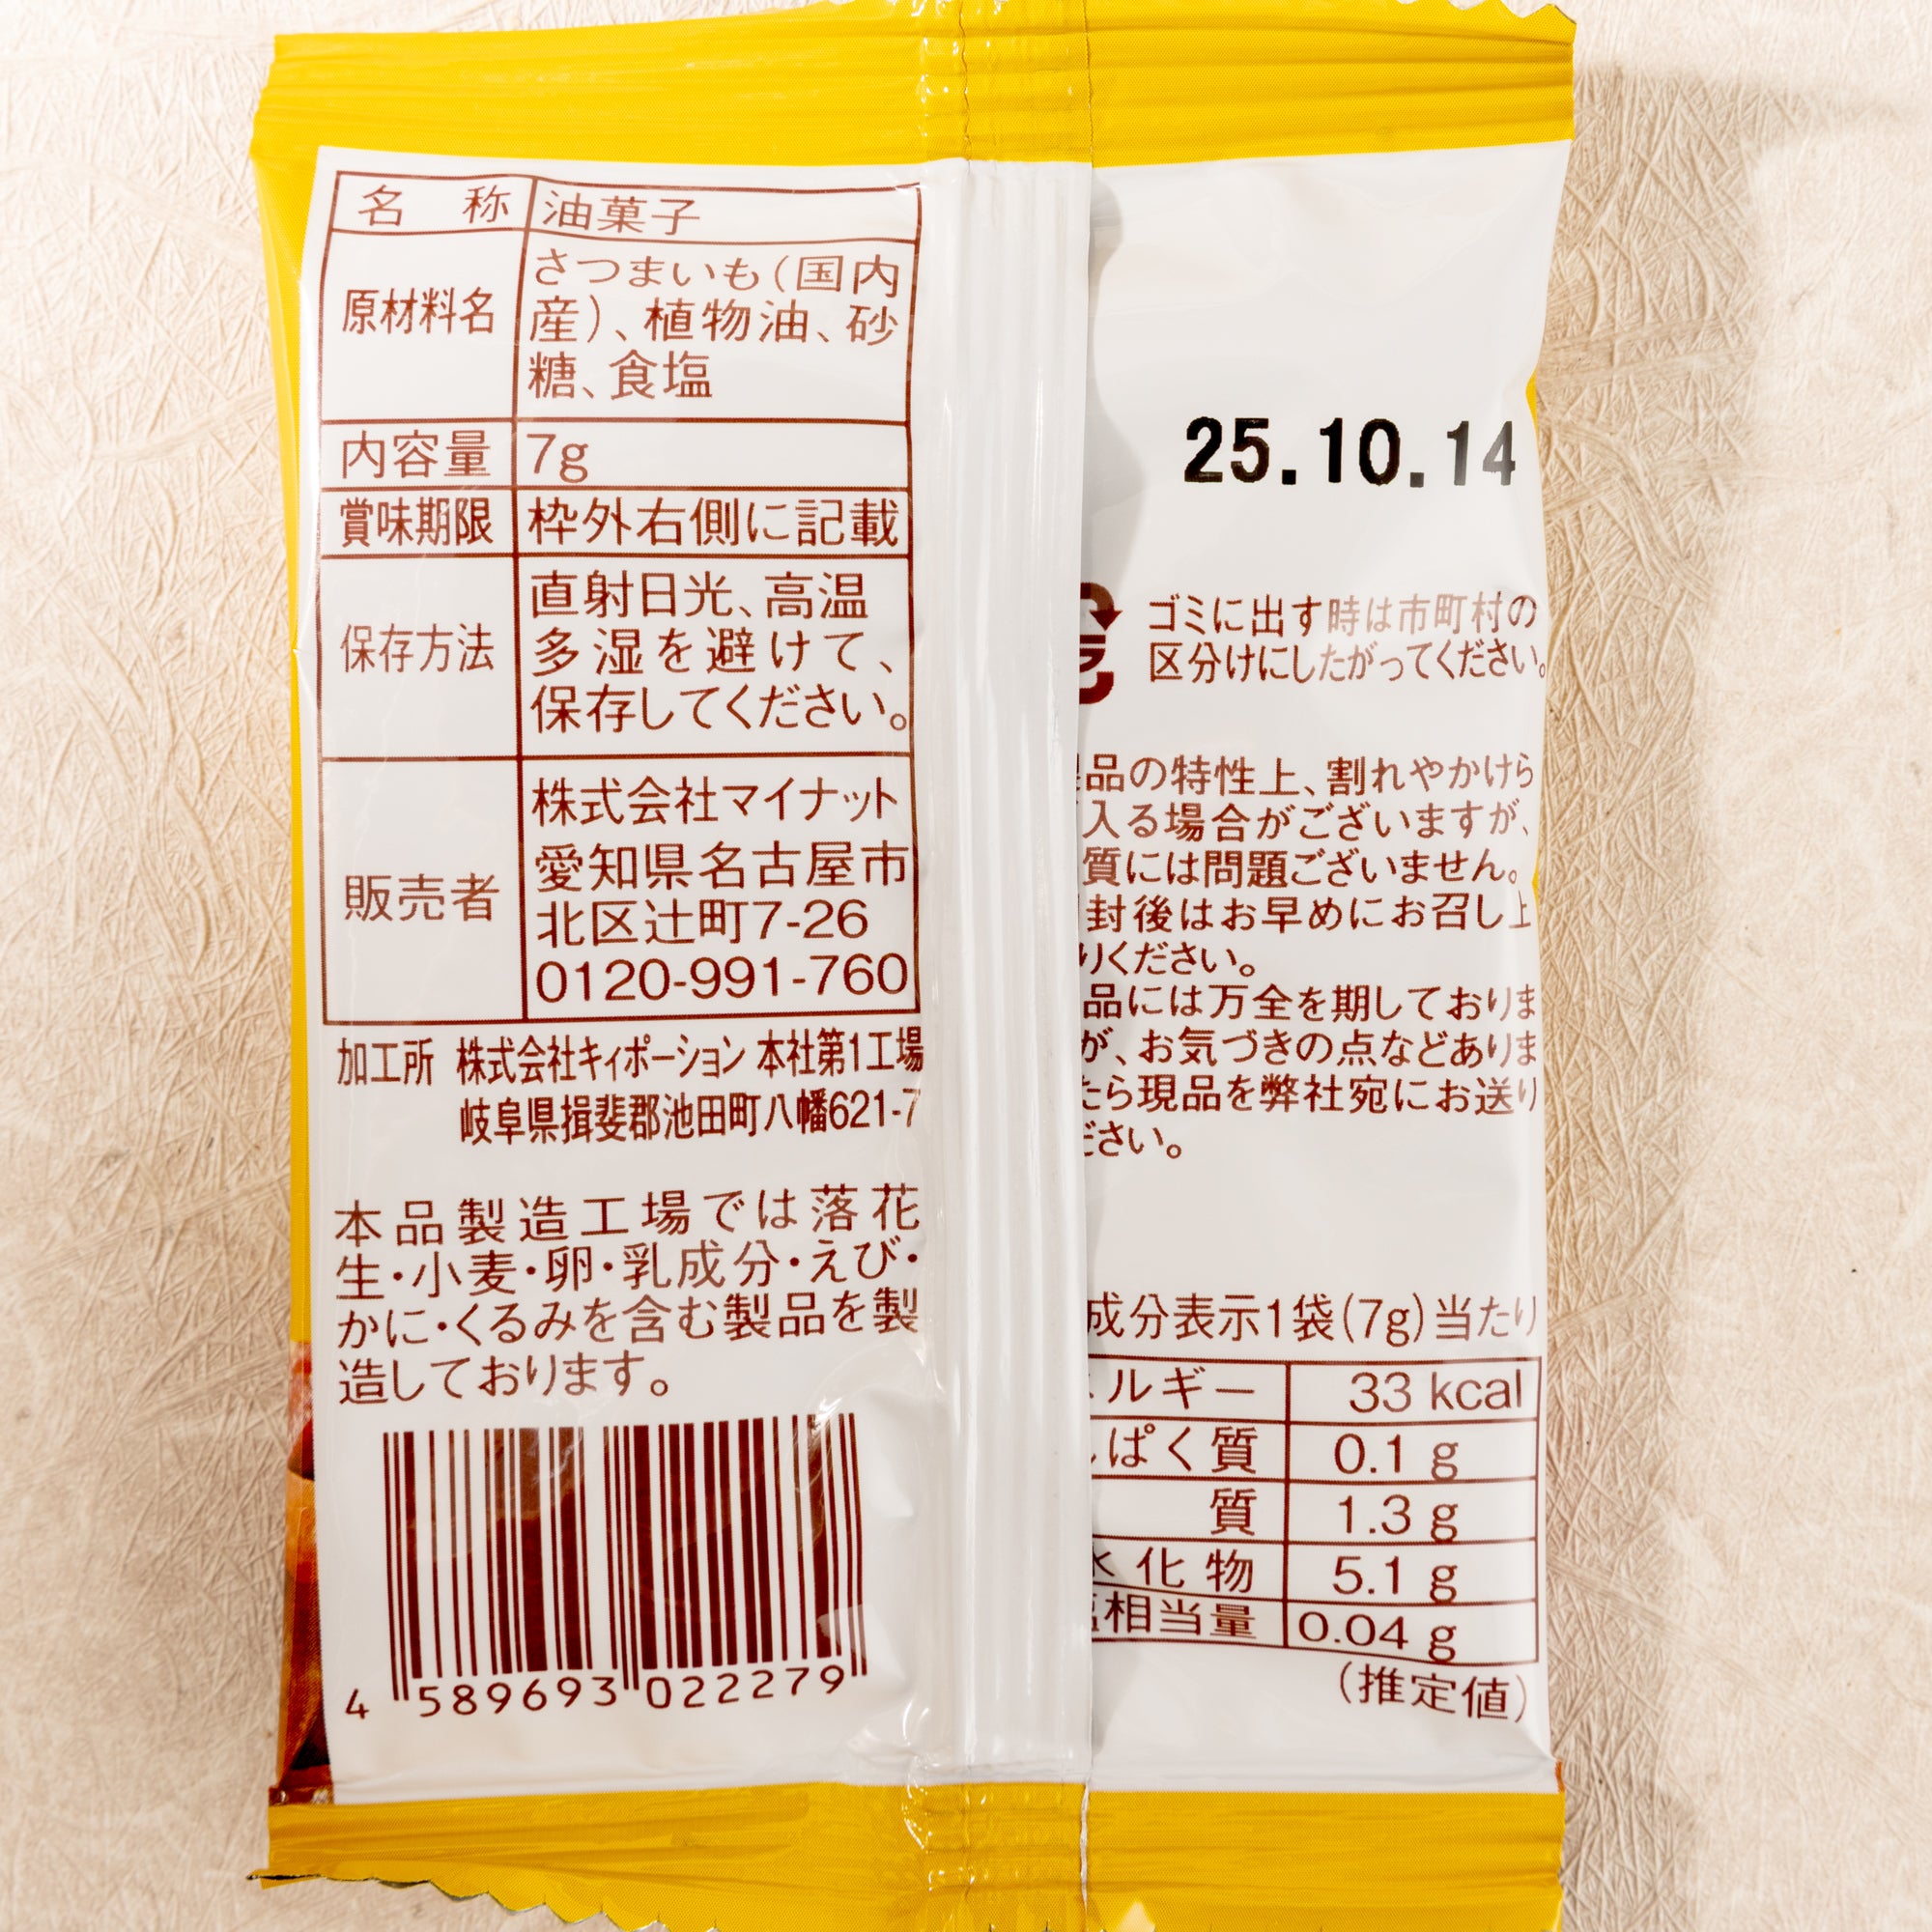 名 称 油菓子
原材料名 さつまいも(国内
産)、植物油、砂
糖、食塩
内容量 7g
賞味期限 枠外右側に記載
保存方法 直射日光、高温
多湿を避けて、
保存してください。
販売者 株式会社マイナット
愛知県名古屋市
北区辻町7-26
0120-991-760
加工所 株式会社キィポーション 本社第1工場
岐阜県揖斐郡池田町八幡621-7
本品製造工場では落花
生・小麦・卵・乳成分・えび・
かに・くるみを含む製品を製
造しております。
4 589693 022279
25.10.14
ゴミに出す時は市町村の
区分けにしたがってください。
品の特性上、割れやかけら
入る場合がございますが、
質には問題ございません。
封後はお早めにお召し上
りください。
品には万全を期しておりま
が、お気づきの点などありま
たら現品を弊社宛にお送り
ださい。
成分表示1袋(7g)当たり
ルギー 33 kcal
ぱく質 0.1 g
質 1.3 g
水化物 5.1 g
相当量 0.04 g
(推定値)